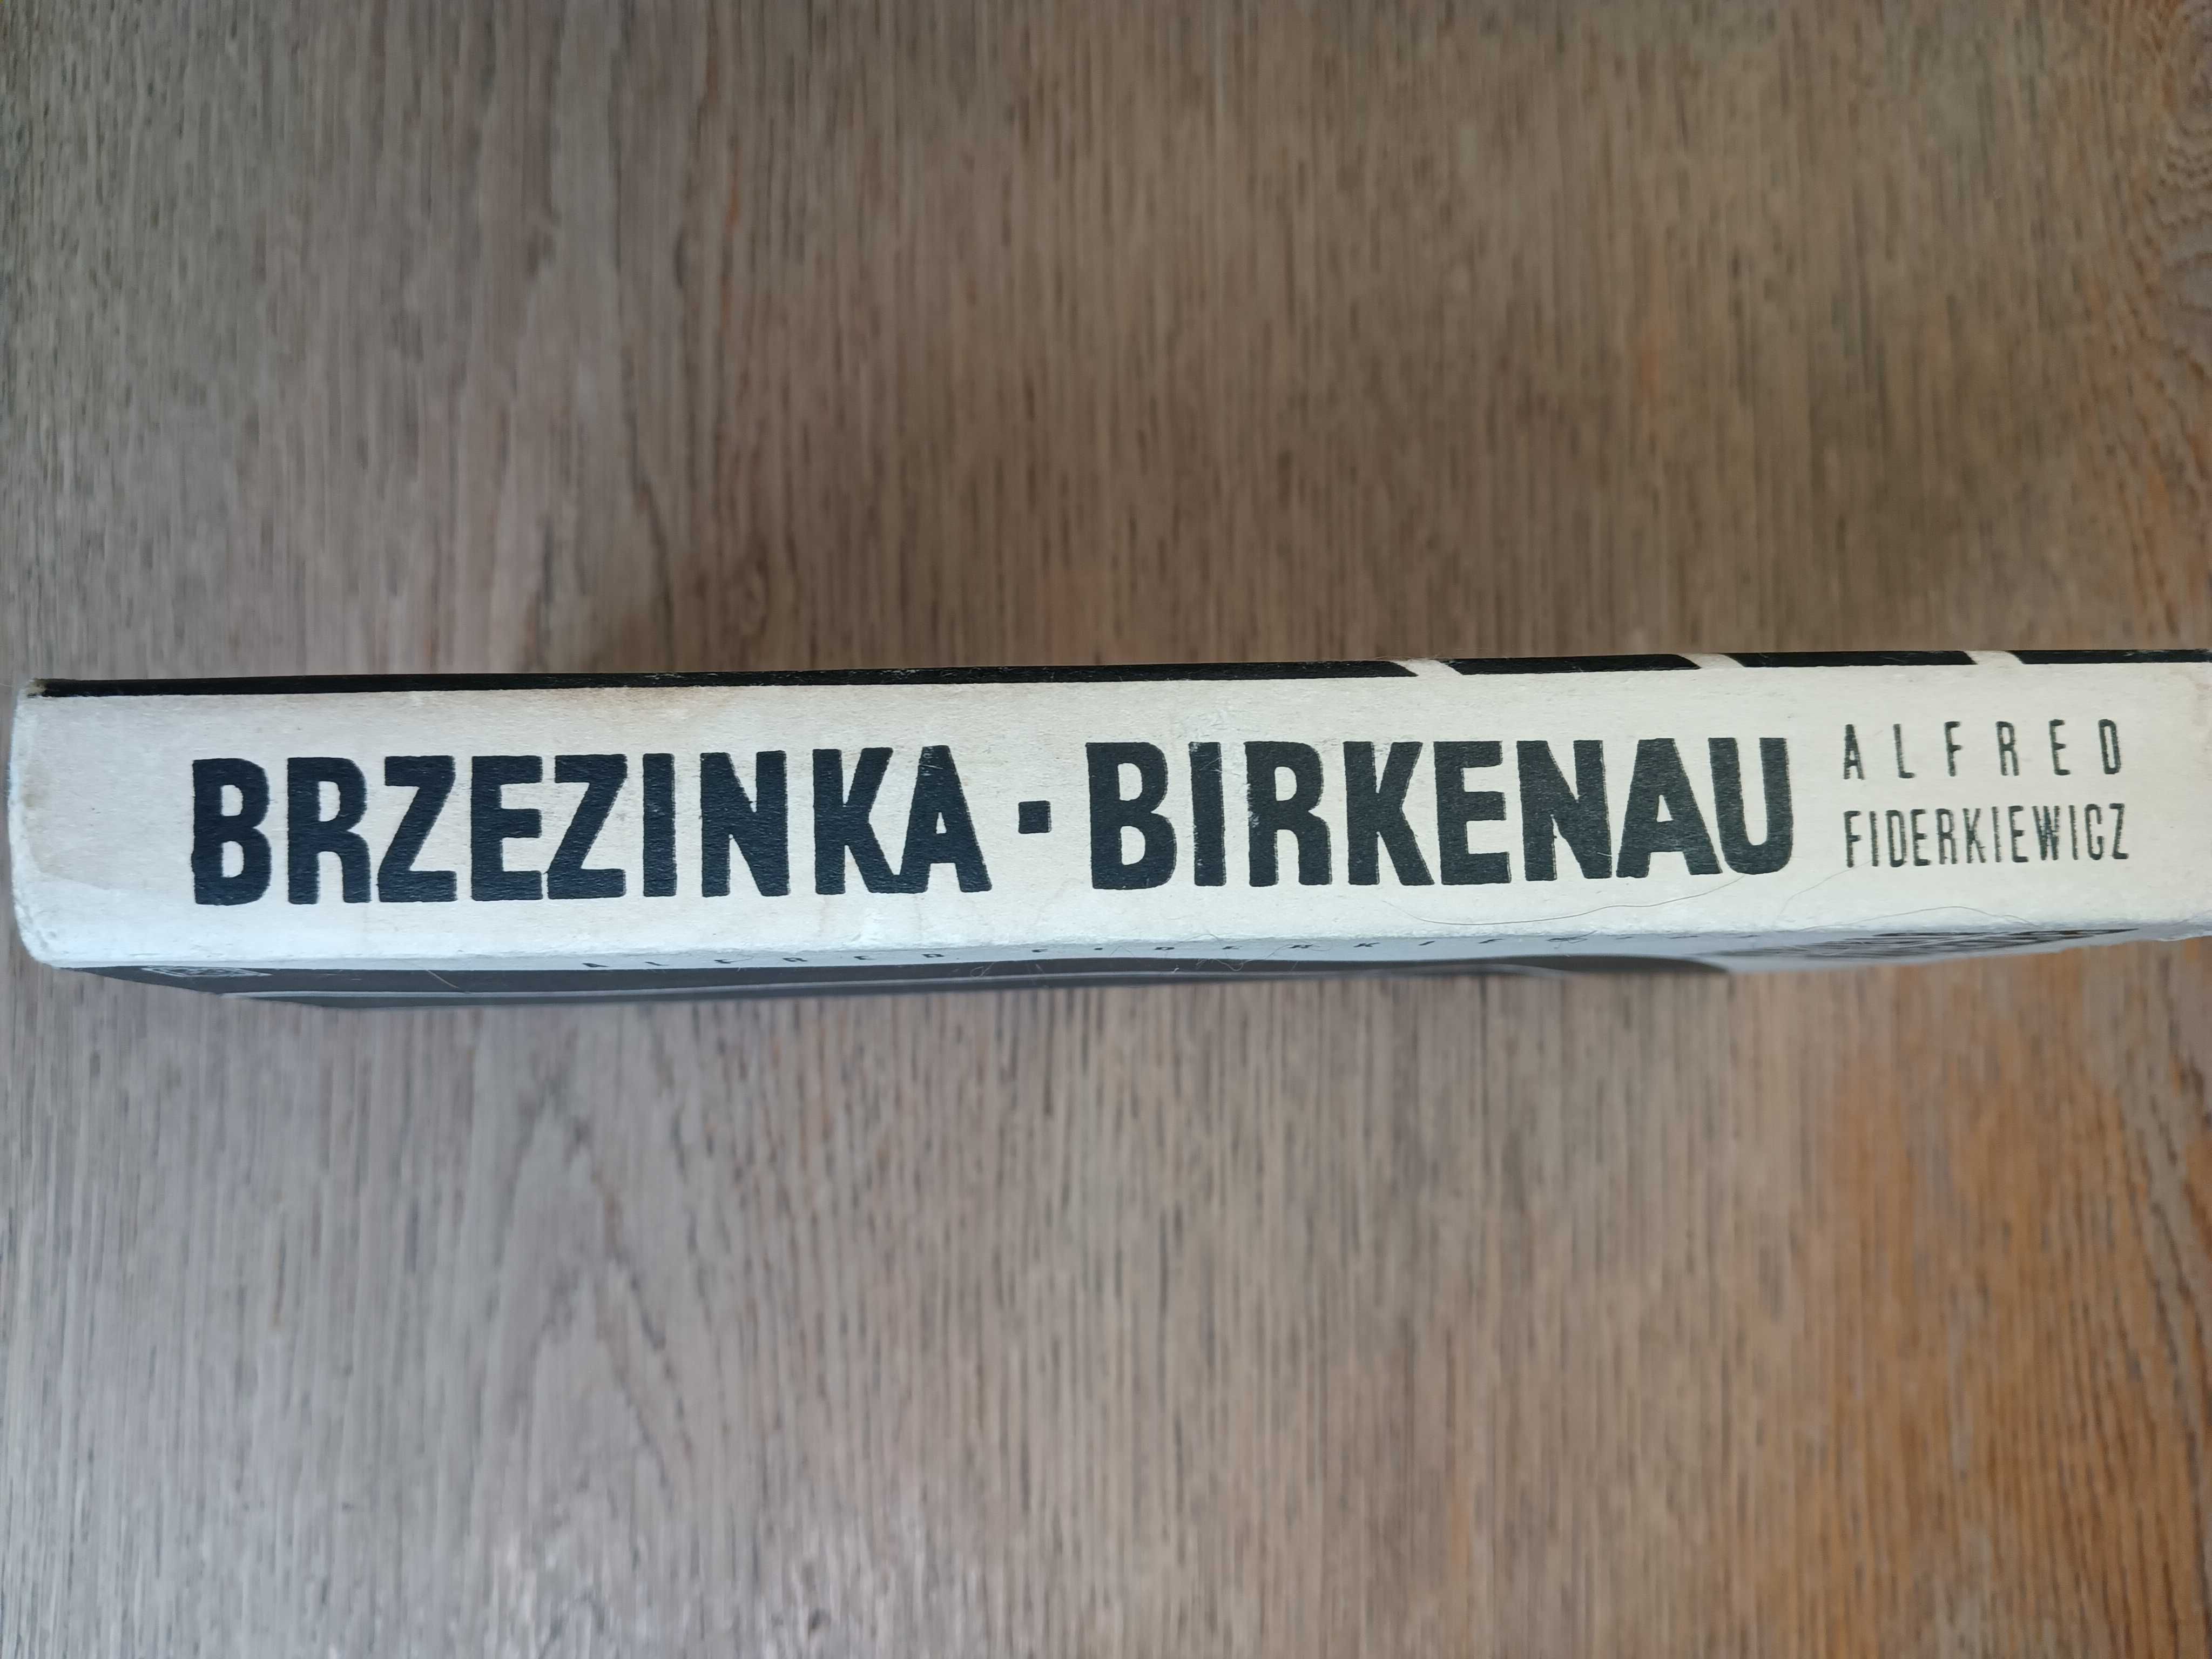 BRZEZINKA · BIRKENAU
ALFRED
FIDERKIEWICZ